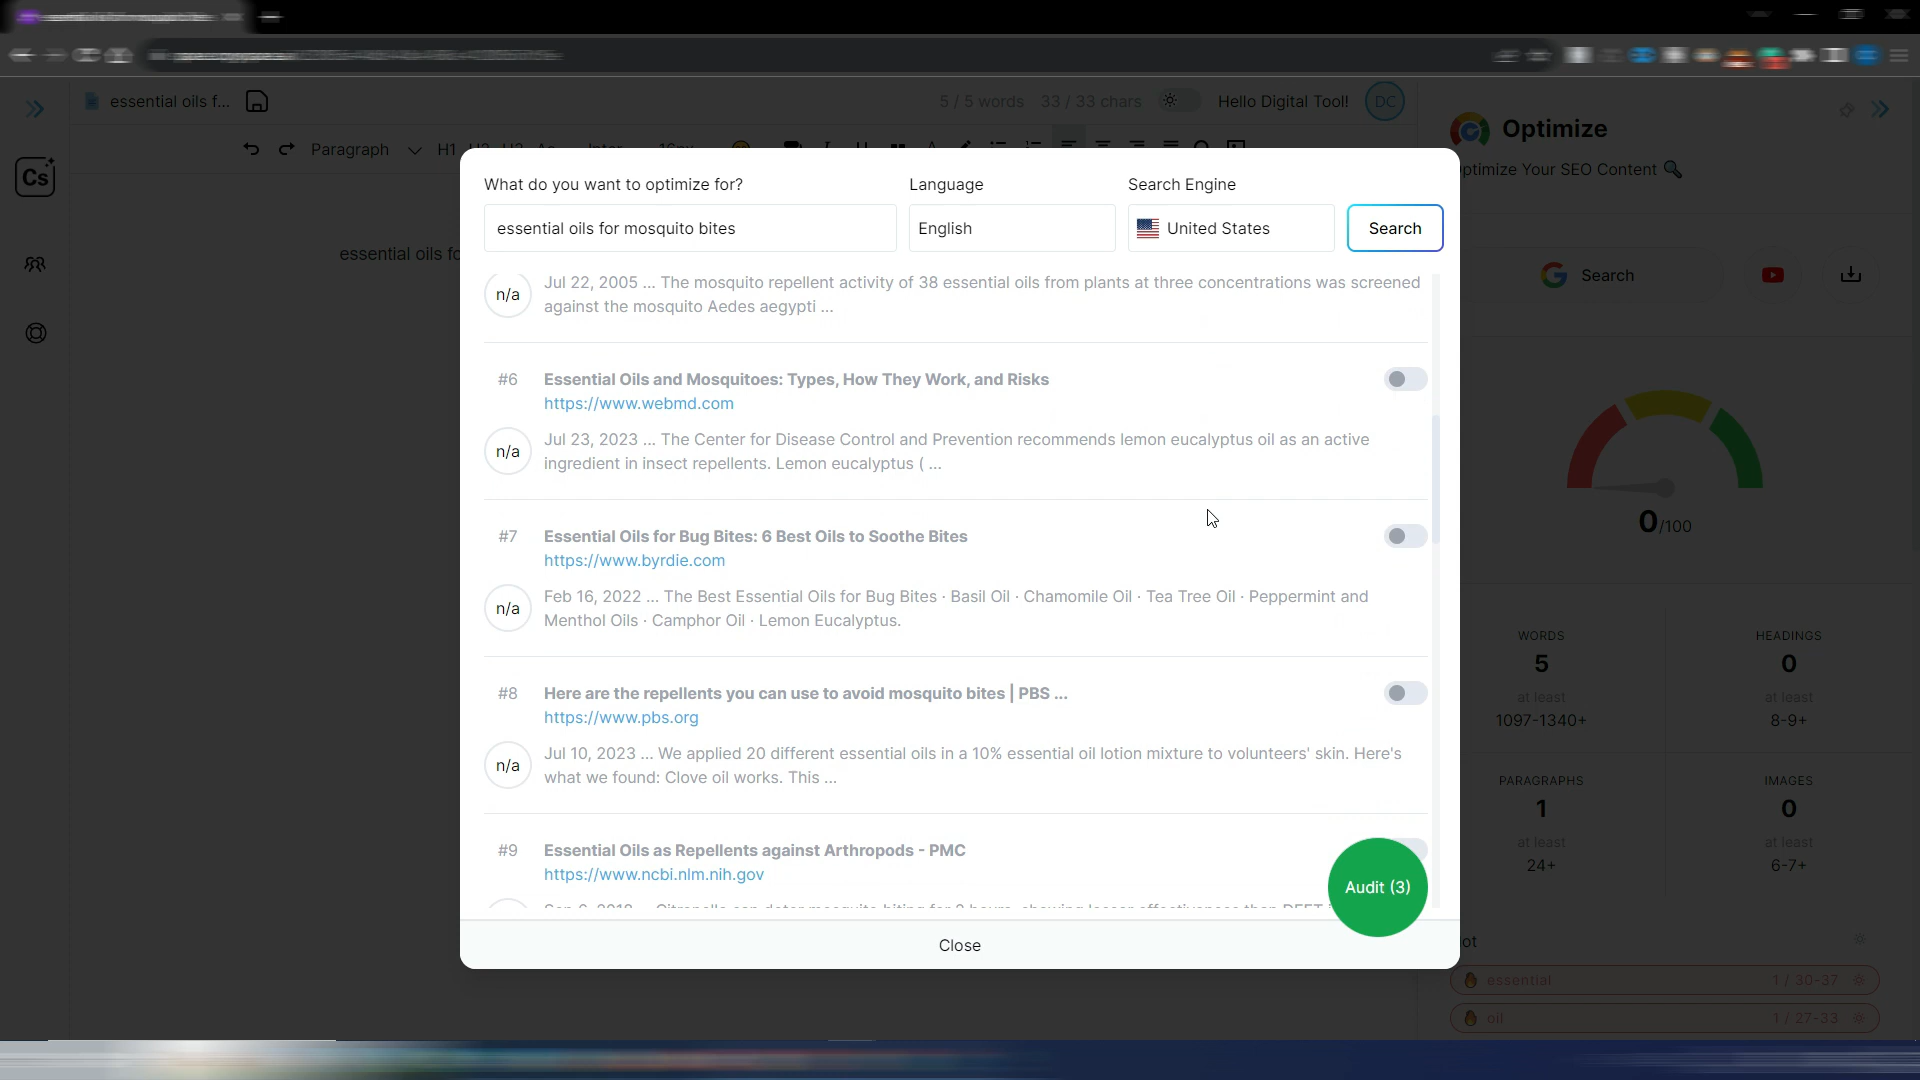 essential oils f...
5 / 5 words 33 / 33 chars Hello Digital Tool! DC
Paragraph H1
Cs
essential oils fo
Optimize
ptimize Your SEO Content
Search
What do you want to optimize for? Language Search Engine
essential oils for mosquito bites English United States Search
n/a
Jul 22, 2005 ... The mosquito repellent activity of 38 essential oils from plants at three concentrations was screened
against the mosquito Aedes aegypti ...
#6 Essential Oils and Mosquitoes: Types, How They Work, and Risks
https://www.webmd.com
n/a
Jul 23, 2023 ... The Center for Disease Control and Prevention recommends lemon eucalyptus oil as an active
ingredient in insect repellents. Lemon eucalyptus ( ...
#7 Essential Oils for Bug Bites: 6 Best Oils to Soothe Bites
https://www.byrdie.com
n/a
Feb 16, 2022 ... The Best Essential Oils for Bug Bites · Basil Oil · Chamomile Oil · Tea Tree Oil · Peppermint and
Menthol Oils · Camphor Oil · Lemon Eucalyptus.
#8 Here are the repellents you can use to avoid mosquito bites | PBS ...
https://www.pbs.org
n/a
Jul 10, 2023 ... We applied 20 different essential oils in a 10% essential oil lotion mixture to volunteers' skin. Here's
what we found: Clove oil works. This ...
#9 Essential Oils as Repellents against Arthropods - PMC
https://www.ncbi.nlm.nih.gov
Audit (3)
Close
0/100
WORDS HEADINGS
5 0
at least at least
1097-1340+ 8-9+
PARAGRAPHS IMAGES
1 0
at least at least
24+ 6-7+
ot
essential 1 / 30-37
oil 1 / 27-33